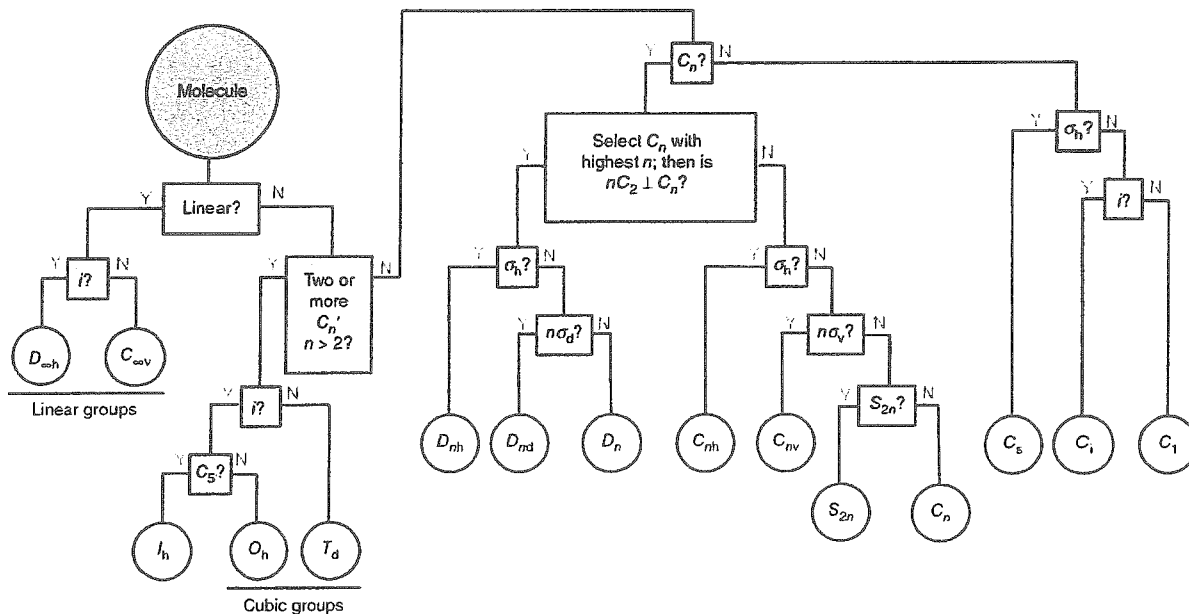 Molecule
Y
Linear?
N
Y
i?
N
D∞h
C∞v
Linear groups
Y
Two or
more
Cn'
n > 2?
N
Y
i?
N
Y
C5?
N
Ih
Oh
Td
Cubic groups
Y
Cn?
N
Y
Select Cn with
highest n; then is
nC2 ⊥ Cn?
N
Y
σh?
N
Y
nσd?
N
Dnh
Dnd
Dn
Y
σh?
N
Y
nσv?
N
Y
S2n?
N
Cnh
Cnv
S2n
Cn
Y
σh?
N
Y
i?
N
Cs
Ci
C1